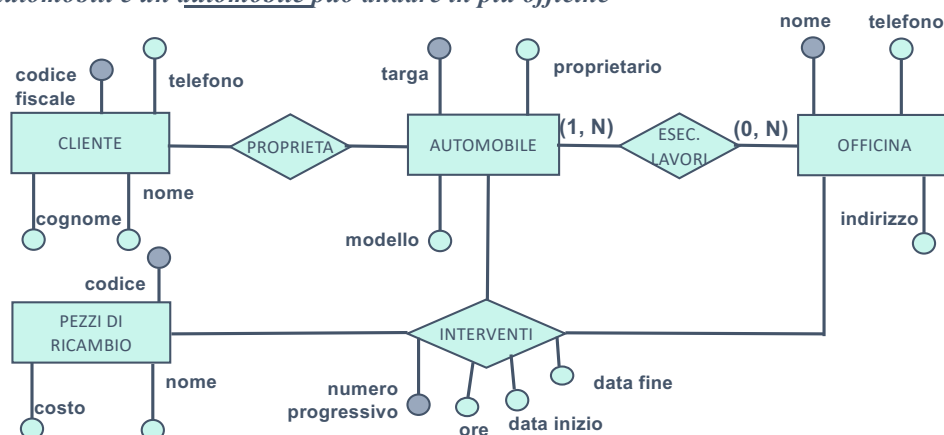 automobili e un automobile può andare in più officine
nome
telefono
codice
fiscale
telefono
targa
proprietario
CLIENTE
PROPRIETA
AUTOMOBILE
(1, N)
ESEC.
LAVORI
(0, N)
OFFICINA
nome
cognome
modello
indirizzo
codice
PEZZI DI
RICAMBIO
INTERVENTI
costo
nome
numero
progressivo
ore
data inizio
data fine